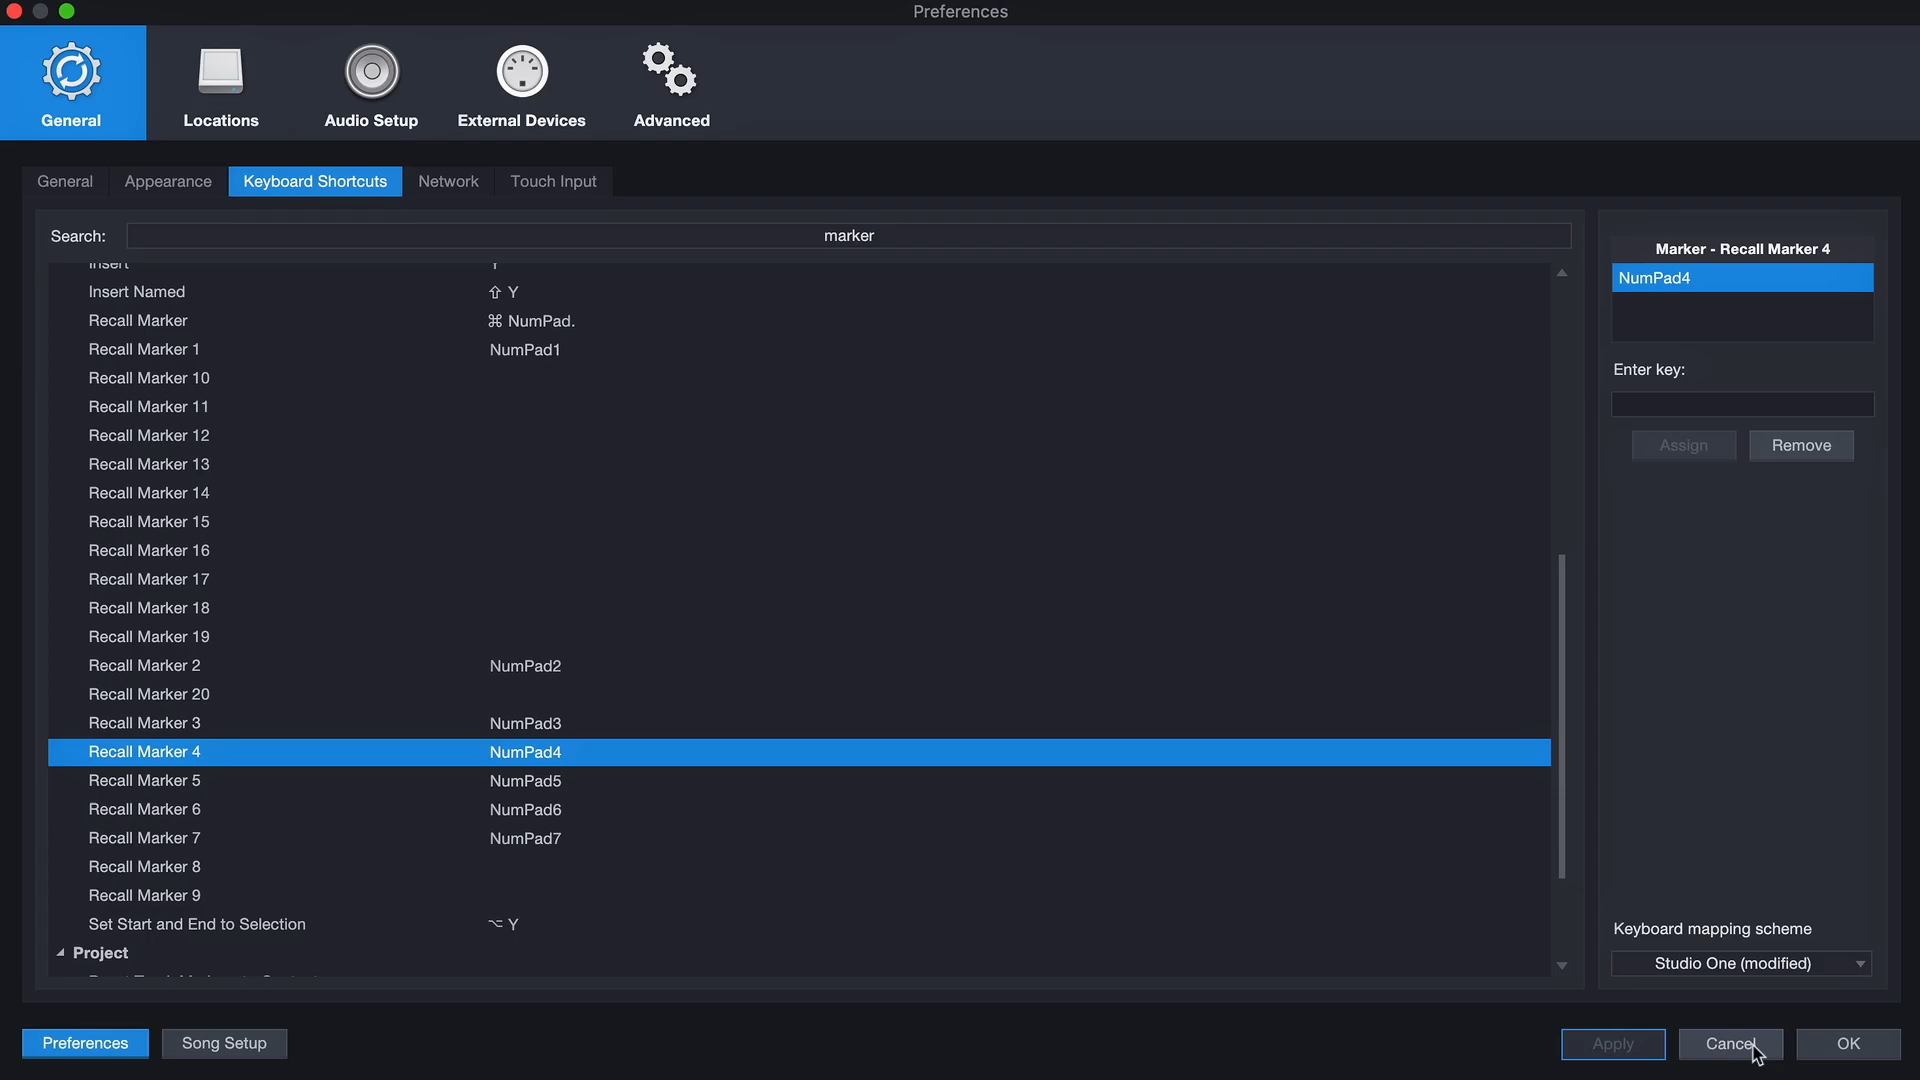 Preferences
General
Locations
Audio Setup
External Devices
Advanced
General
Appearance
Keyboard Shortcuts
Network
Touch Input
Search:
marker
Insert Y
Insert Named ⇧ Y
Recall Marker ⌘ NumPad.
Recall Marker 1 NumPad1
Recall Marker 10
Recall Marker 11
Recall Marker 12
Recall Marker 13
Recall Marker 14
Recall Marker 15
Recall Marker 16
Recall Marker 17
Recall Marker 18
Recall Marker 19
Recall Marker 2 NumPad2
Recall Marker 20
Recall Marker 3 NumPad3
Recall Marker 4 NumPad4
Recall Marker 5 NumPad5
Recall Marker 6 NumPad6
Recall Marker 7 NumPad7
Recall Marker 8
Recall Marker 9
Set Start and End to Selection ⌥ Y
Project
Marker - Recall Marker 4
NumPad4
Enter key:
Assign
Remove
Keyboard mapping scheme
Studio One (modified)
Preferences
Song Setup
Apply
Cancel
OK